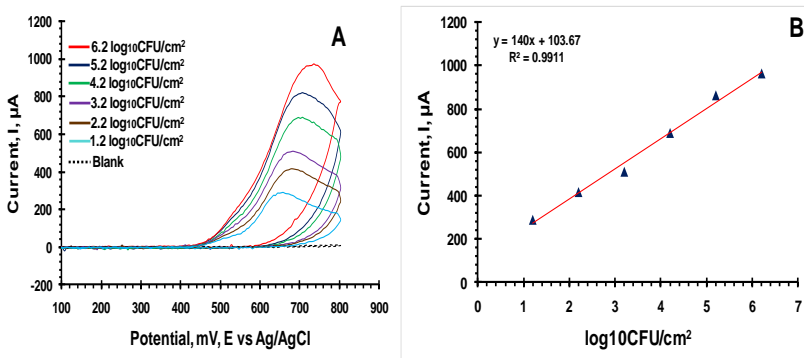 A
1200
1000
800
600
400
200
0
-200
6.2 log10CFU/cm²
5.2 log10CFU/cm²
4.2 log10CFU/cm²
3.2 log10CFU/cm²
2.2 log10CFU/cm²
1.2 log10CFU/cm²
Blank
Current, I, µA
100 200 300 400 500 600 700 800 900
Potential, mV, E vs Ag/AgCl
B
y = 140x + 103.67
R² = 0.9911
1200
1000
800
600
400
200
0
Current, I, µA
0 1 2 3 4 5 6 7
log10CFU/cm²